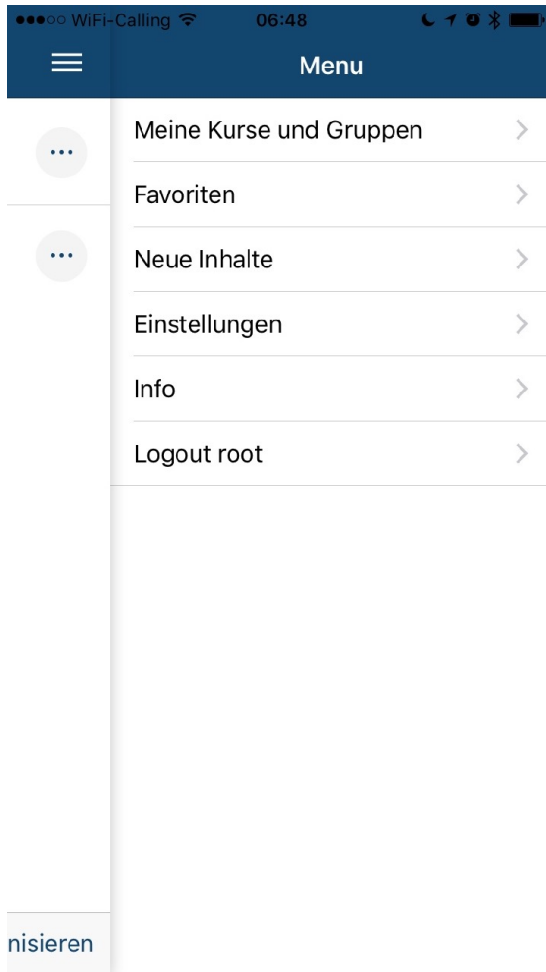 WiFi-Calling 06:48
Menu
Meine Kurse und Gruppen
Favoriten
Neue Inhalte
Einstellungen
Info
Logout root
nisieren